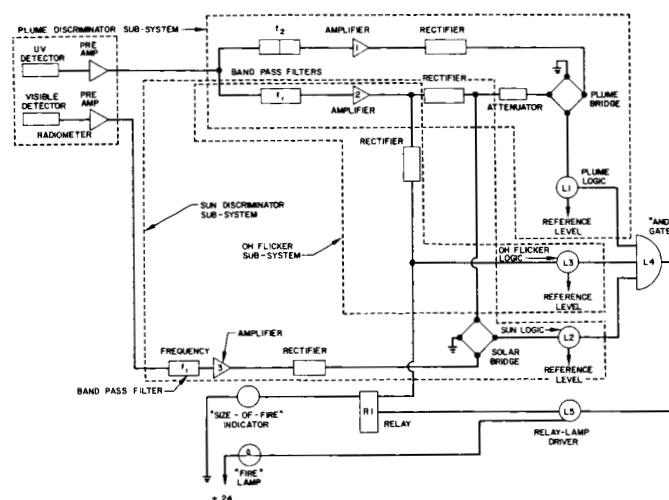 PLUME DISCRIMINATOR
SUB-SYSTEM
UV
DETECTOR
PRE
AMP
VISIBLE
DETECTOR
PRE
AMP
RADIOMETER
f2
AMPLIFIER
1
RECTIFIER
BAND PASS FILTERS
f1
2
AMPLIFIER
RECTIFIER
ATTENUATOR
PLUME
BRIDGE
RECTIFIER
PLUME
LOGIC
L1
REFERENCE
LEVEL
"AND"
GATE
L4
SUN DISCRIMINATOR
SUB-SYSTEM
OH FLICKER
SUB-SYSTEM
OH FLICKER
LOGIC
L3
REFERENCE
LEVEL
SUN LOGIC
L2
REFERENCE
LEVEL
SOLAR
BRIDGE
AMPLIFIER
FREQUENCY
f1
3
RECTIFIER
BAND PASS FILTER
"SIZE-OF-FIRE"
INDICATOR
R1
RELAY
L5
RELAY-LAMP
DRIVER
"FIRE"
LAMP
+ 24